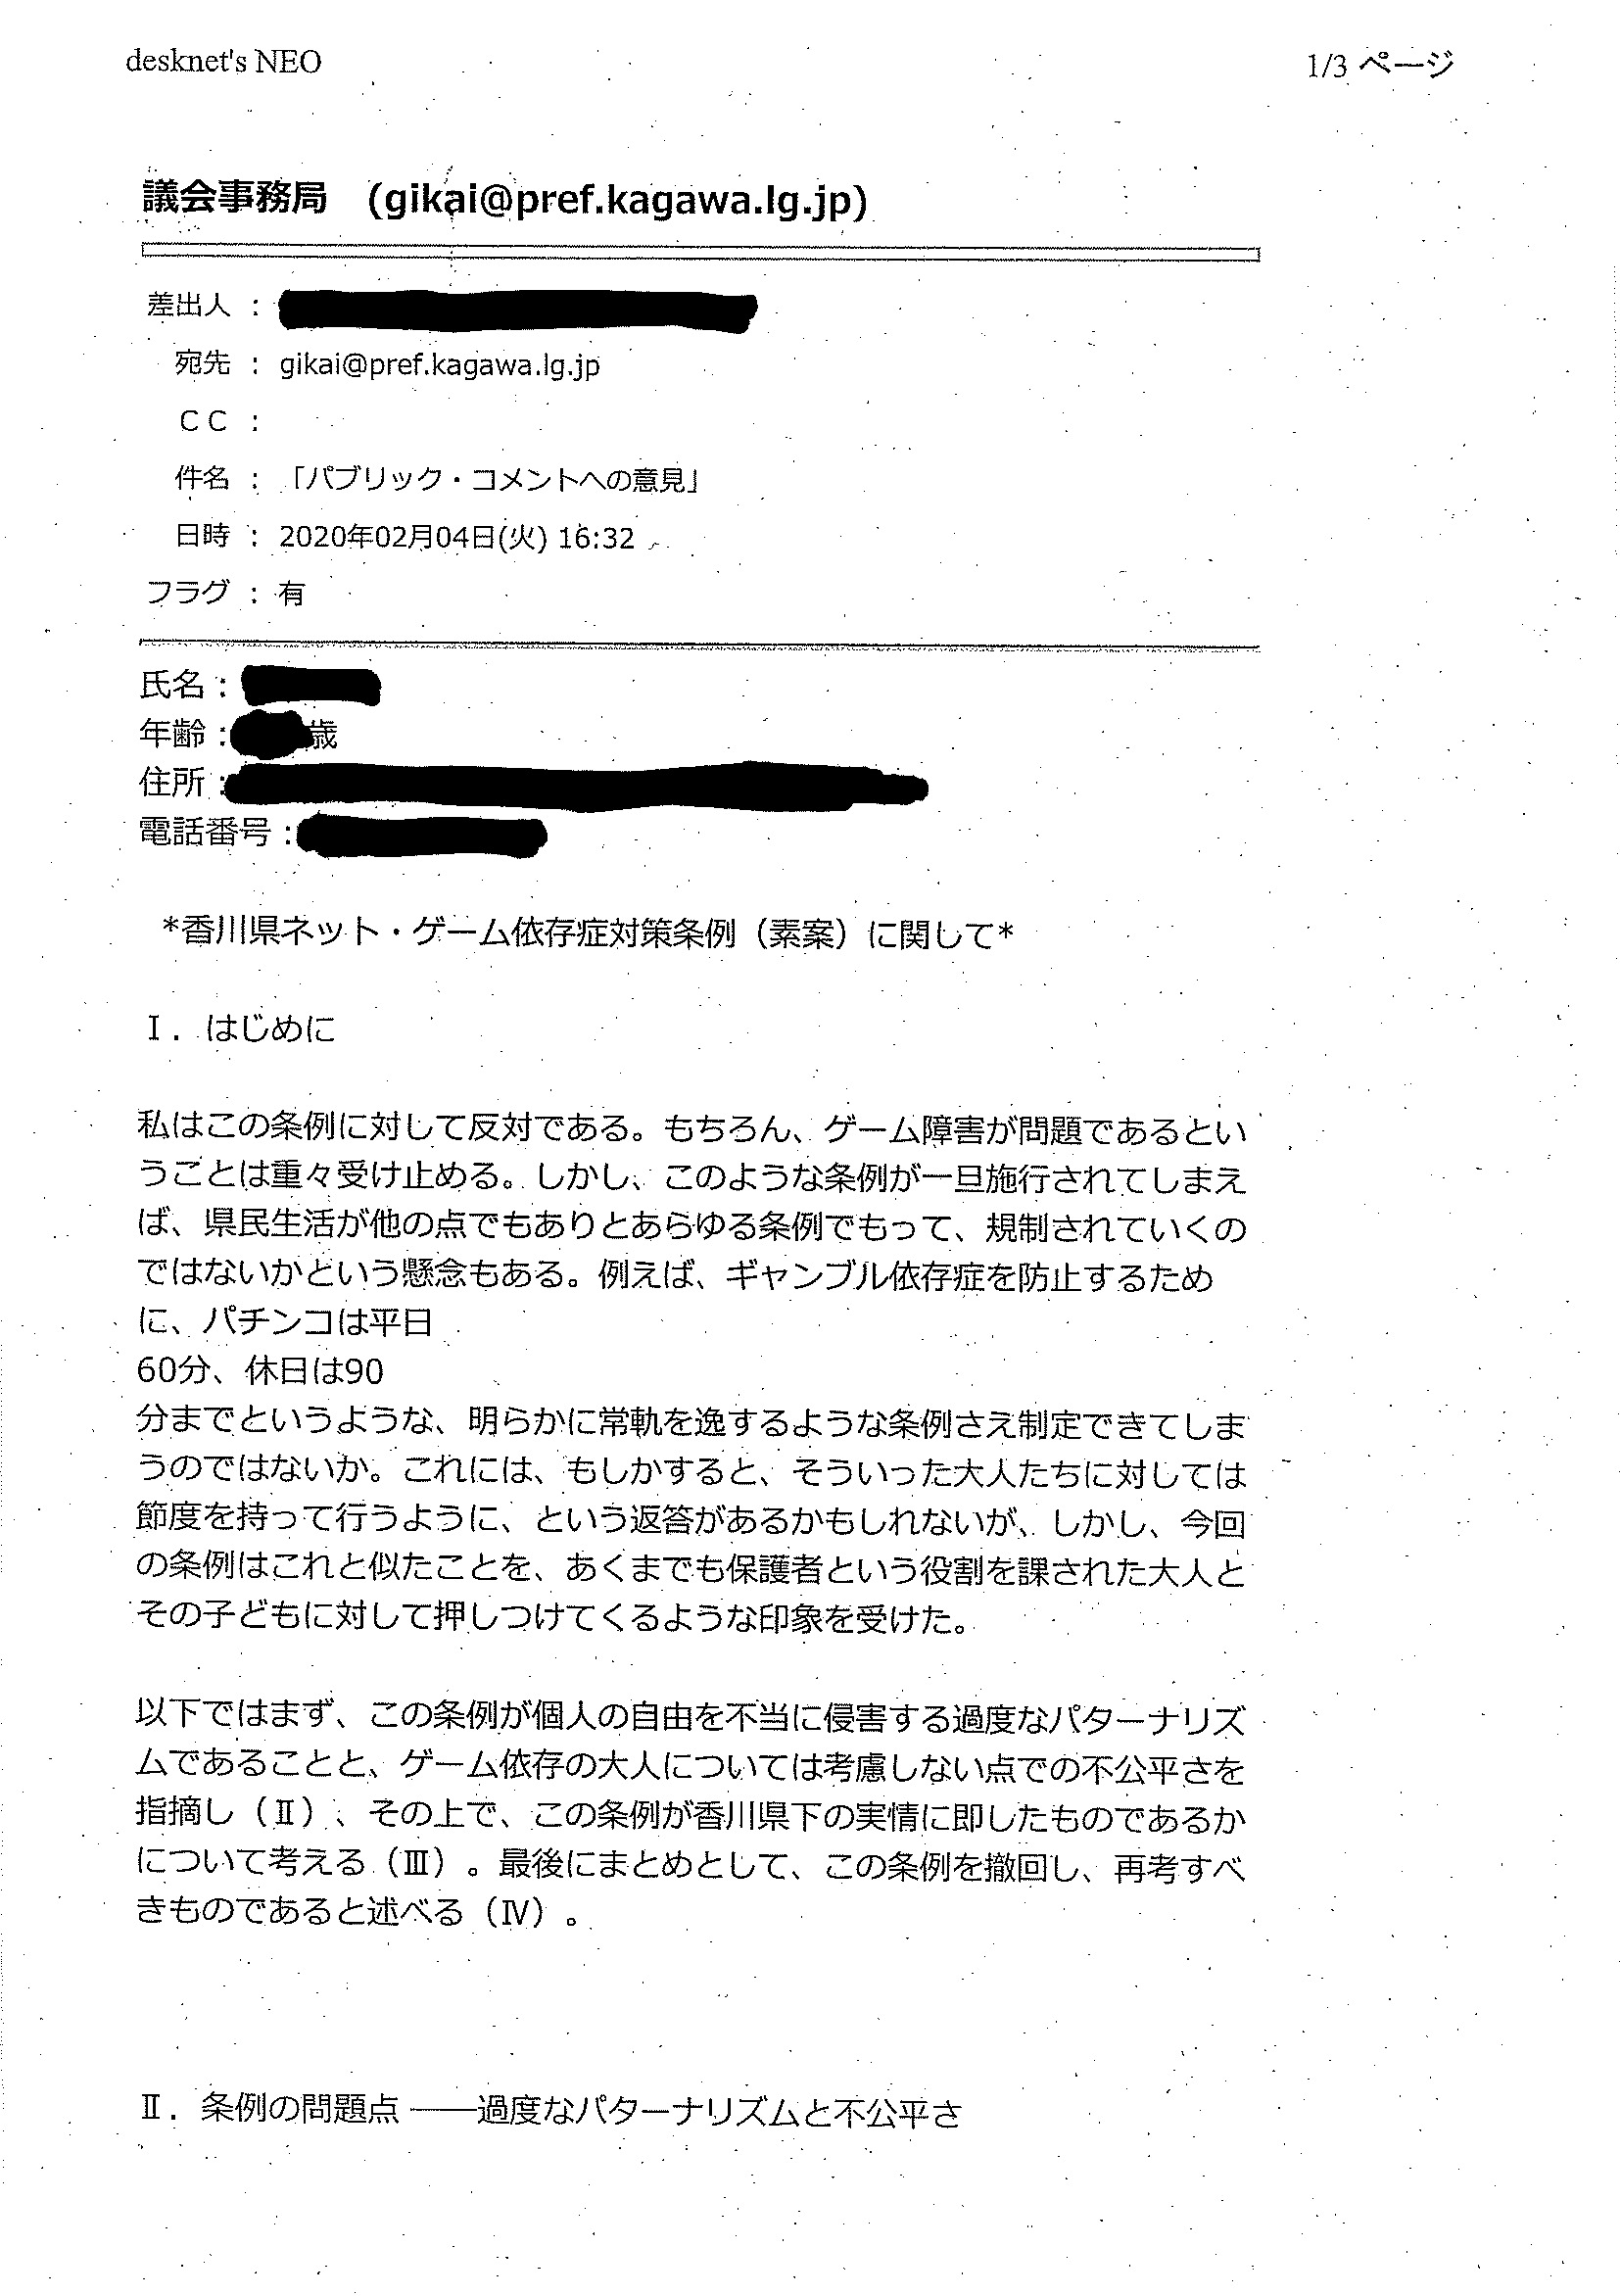 desknet's NEO
1/3 ページ
議会事務局 (gikai@pref.kagawa.lg.jp)
差出人 :
宛先 : gikai@pref.kagawa.lg.jp
CC :
件名 : 「パブリック・コメントへの意見」
日時 : 2020年02月04日(火) 16:32
フラグ : 有
氏名：
年齢： 歳
住所：
電話番号：
*香川県ネット・ゲーム依存症対策条例（素案）に関して*
Ⅰ．はじめに
私はこの条例に対して反対である。もちろん、ゲーム障害が問題であるとい
うことは重々受け止める。しかし、このような条例が一旦施行されてしまえ
ば、県民生活が他の点でもありとあらゆる条例でもって、規制されていくの
ではないかという懸念もある。例えば、ギャンブル依存症を防止するため
に、パチンコは平日
60分、休日は90
分までというような、明らかに常軌を逸するような条例さえ制定できてしま
うのではないか。これには、もしかすると、そういった大人たちに対しては
節度を持って行うように、という返答があるかもしれないが、しかし、今回
の条例はこれと似たことを、あくまでも保護者という役割を課された大人と
その子どもに対して押しつけてくるような印象を受けた。
以下ではまず、この条例が個人の自由を不当に侵害する過度なパターナリズ
ムであることと、ゲーム依存の大人については考慮しない点での不公平さを
指摘し（Ⅱ）、その上で、この条例が香川県下の実情に即したものであるか
について考える（Ⅲ）。最後にまとめとして、この条例を撤回し、再考すべ
きものであると述べる（Ⅳ）。
Ⅱ．条例の問題点 ――過度なパターナリズムと不公平さ